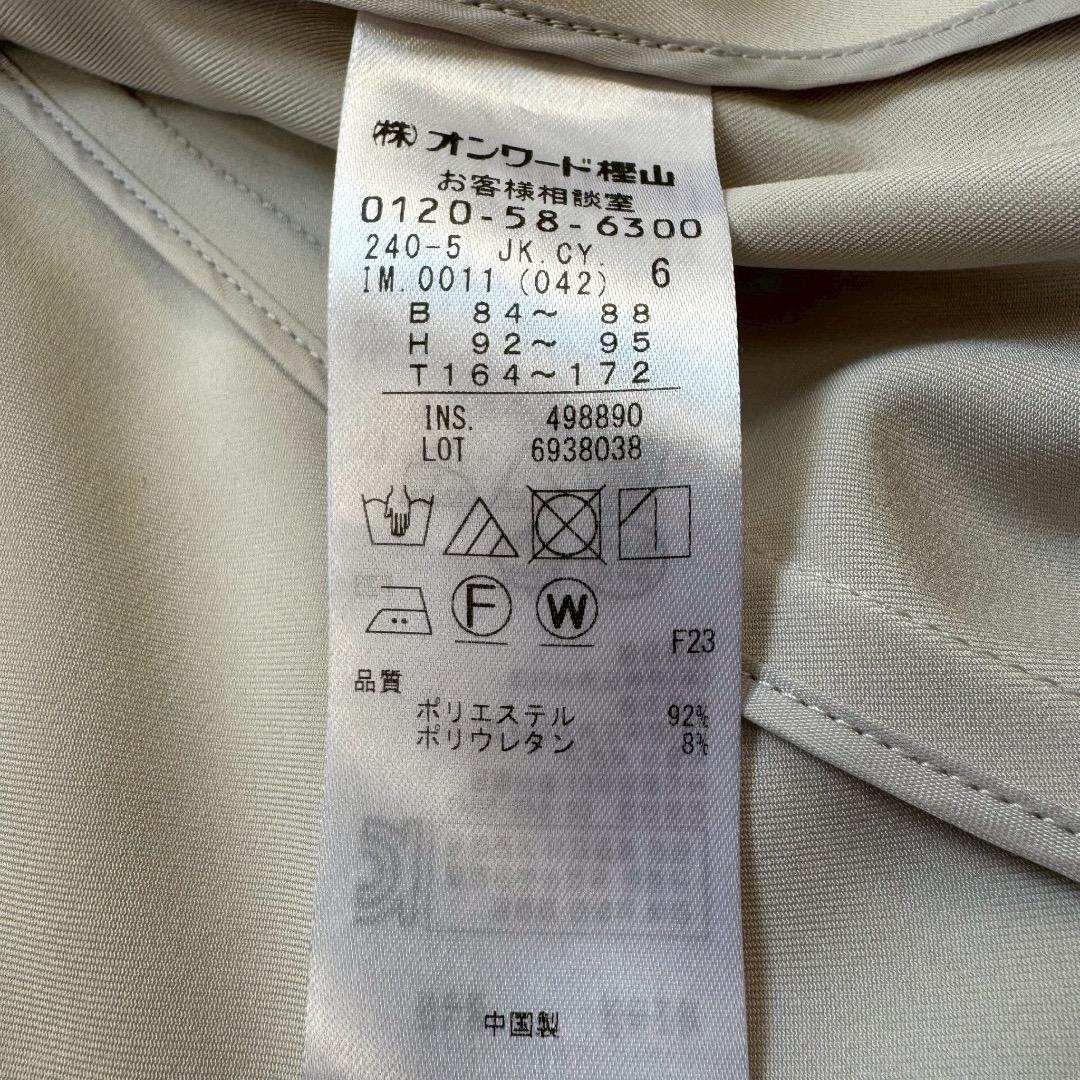 ㈱オンワード樫山
お客様相談室
0120-58-6300
240-5 JK.CY.
IM.0011 (042) 6
B 84～ 88
H 92～ 95
T164～172
INS. 498890
LOT 6938038
F
W
F23
品質
ポリエステル 92%
ポリウレタン 8%
中国製